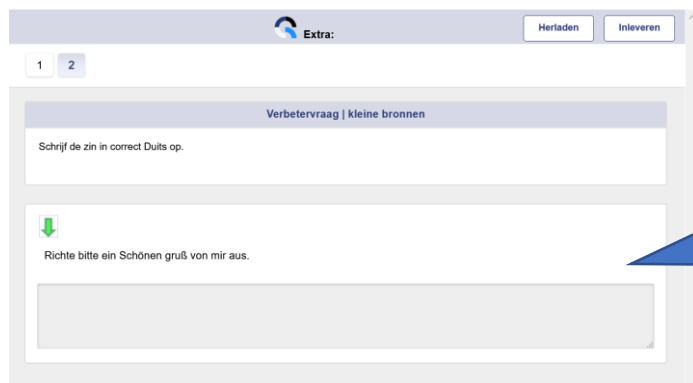 Extra:
Herladen
Inleveren
1 2
Verbetervraag | kleine bronnen
Schrijf de zin in correct Duits op.
Richte bitte ein Schönen gruß von mir aus.